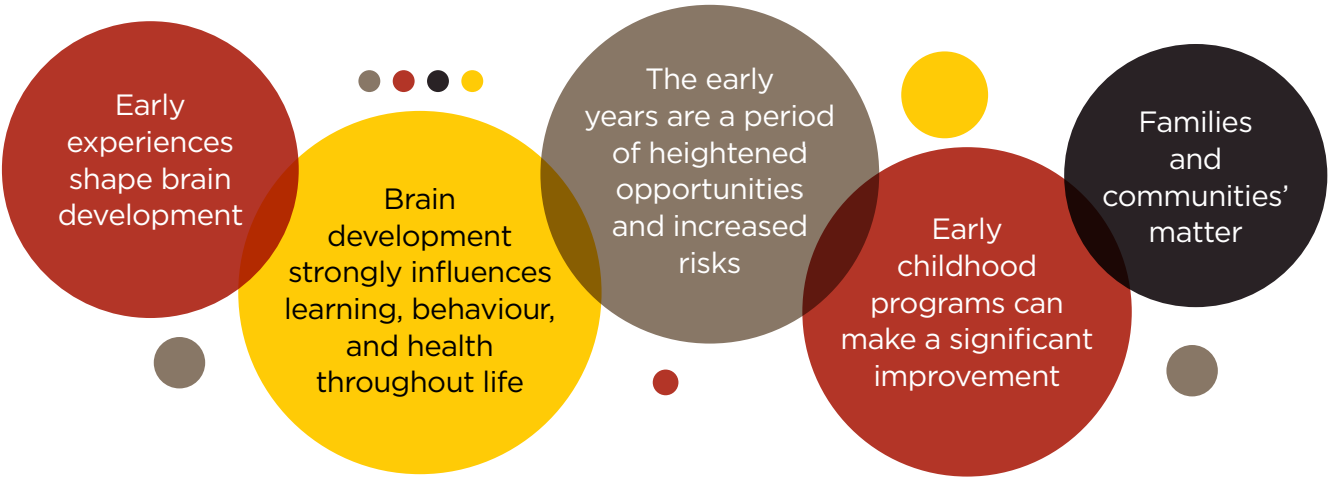 Early
experiences
shape brain
development
Brain
development
strongly influences
learning, behaviour,
and health
throughout life
The early
years are a period
of heightened
opportunities
and increased
risks
Early
childhood
programs can
make a significant
improvement
Families
and
communities’
matter